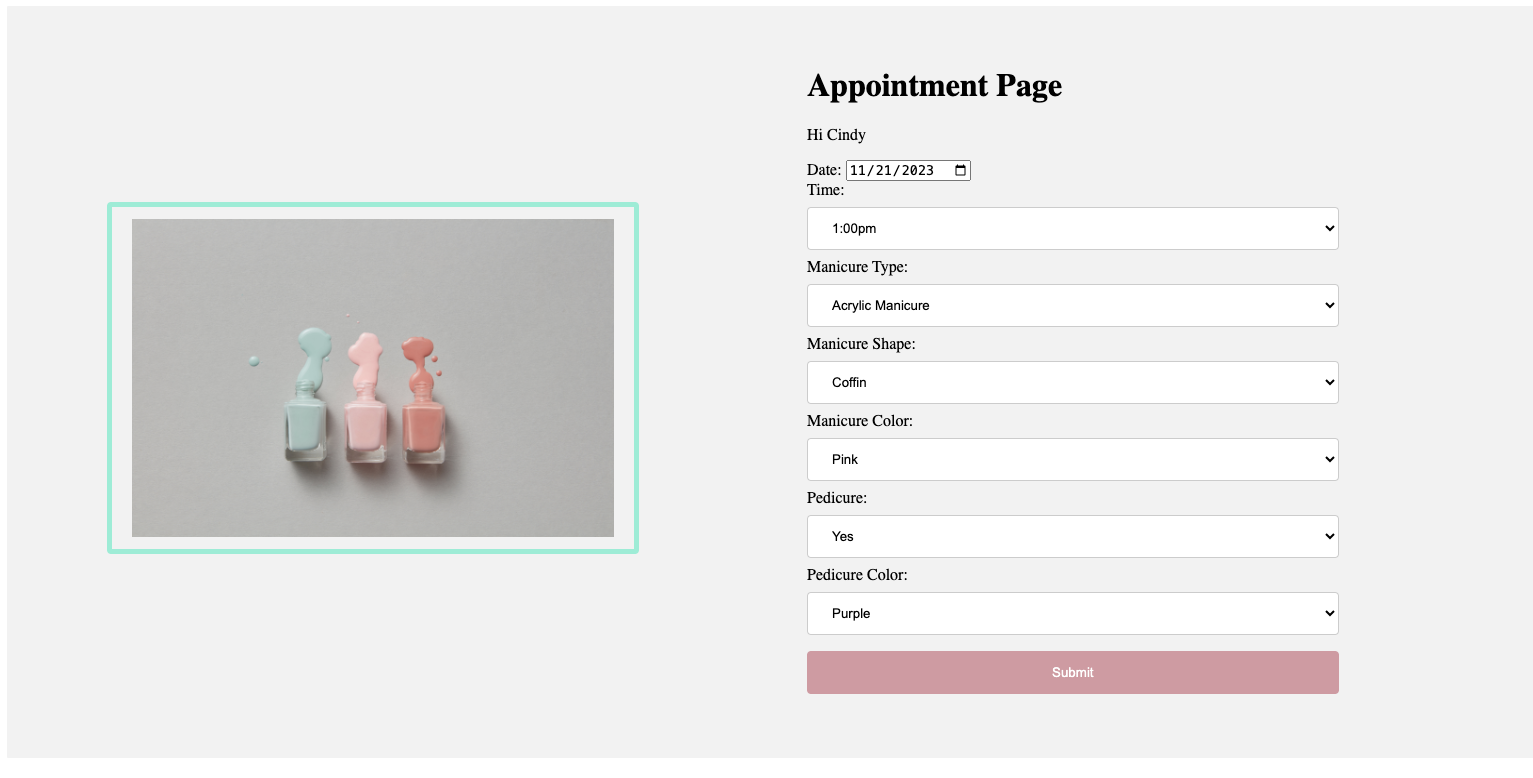 Appointment Page
Hi Cindy
Date: 11/21/2023
Time:
1:00pm
Manicure Type:
Acrylic Manicure
Manicure Shape:
Coffin
Manicure Color:
Pink
Pedicure:
Yes
Pedicure Color:
Purple
Submit